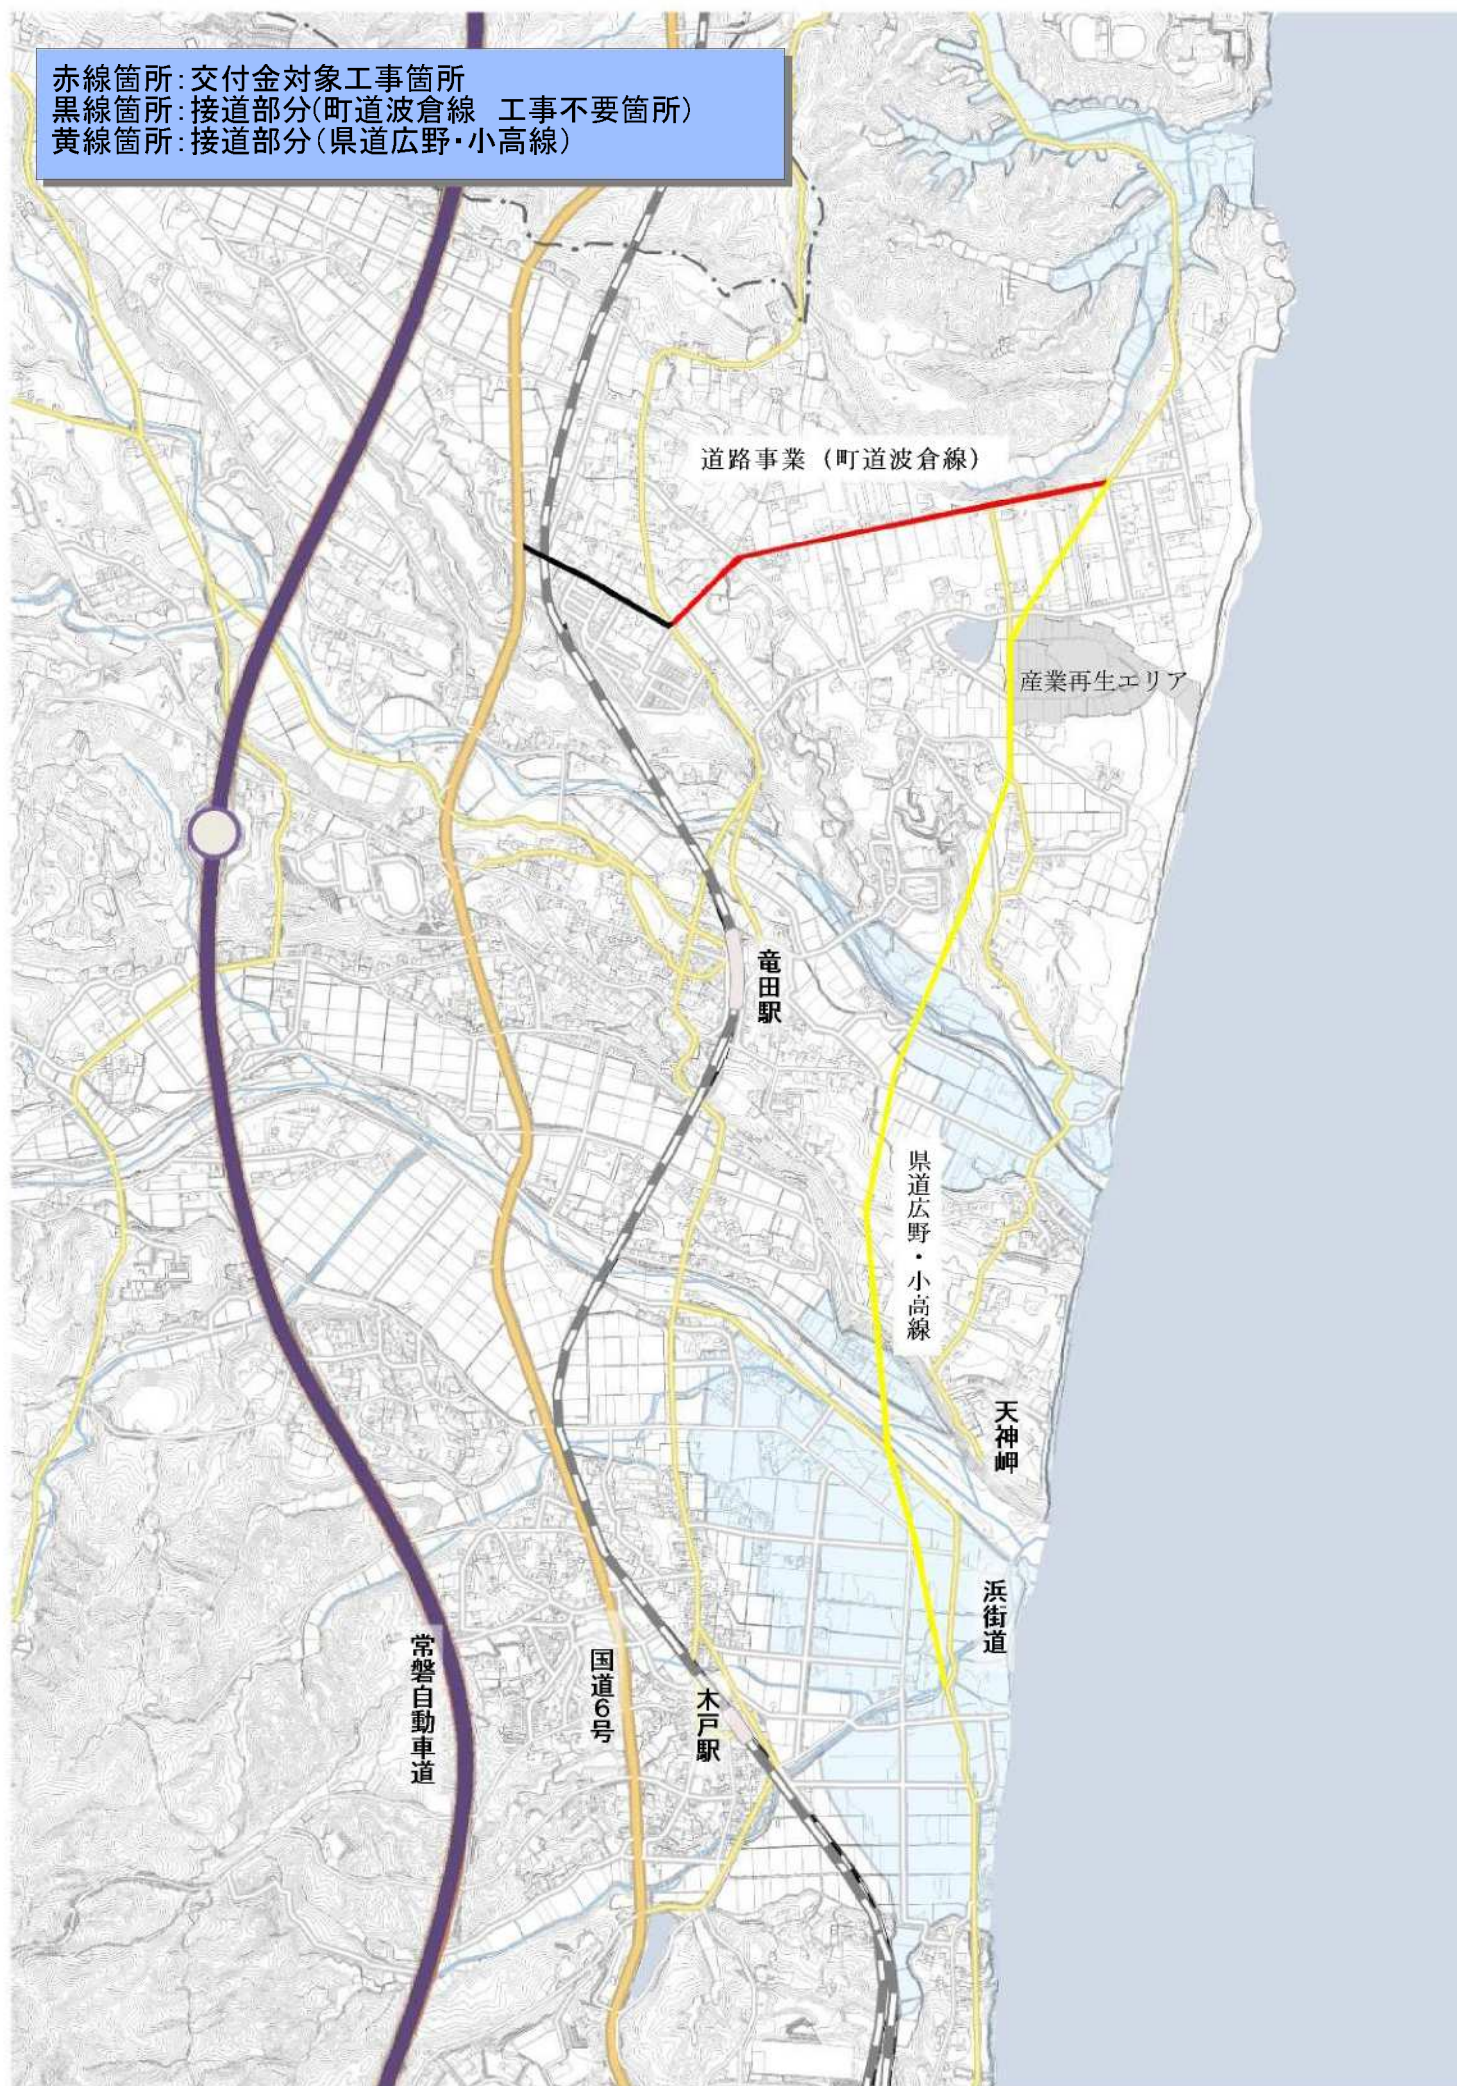 赤線箇所：交付金対象工事箇所
黒線箇所：接道部分(町道波倉線　工事不要箇所)
黄線箇所：接道部分(県道広野・小高線)
道路事業（町道波倉線）
産業再生エリア
竜田駅
県道広野・小高線
天神岬
浜街道
常磐自動車道
国道６号
木戸駅